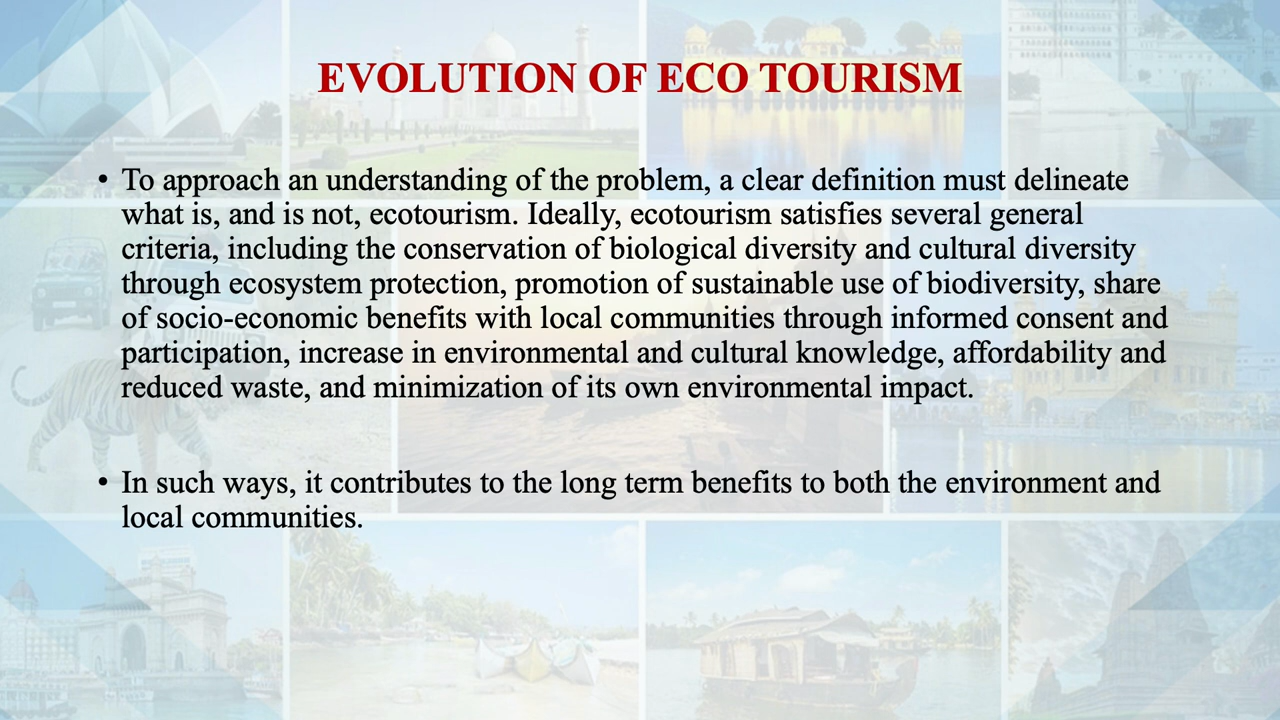 EVOLUTION OF ECO TOURISM
• To approach an understanding of the problem, a clear definition must delineate
what is, and is not, ecotourism. Ideally, ecotourism satisfies several general
criteria, including the conservation of biological diversity and cultural diversity
through ecosystem protection, promotion of sustainable use of biodiversity, share
of socio-economic benefits with local communities through informed consent and
participation, increase in environmental and cultural knowledge, affordability and
reduced waste, and minimization of its own environmental impact.
• In such ways, it contributes to the long term benefits to both the environment and
local communities.